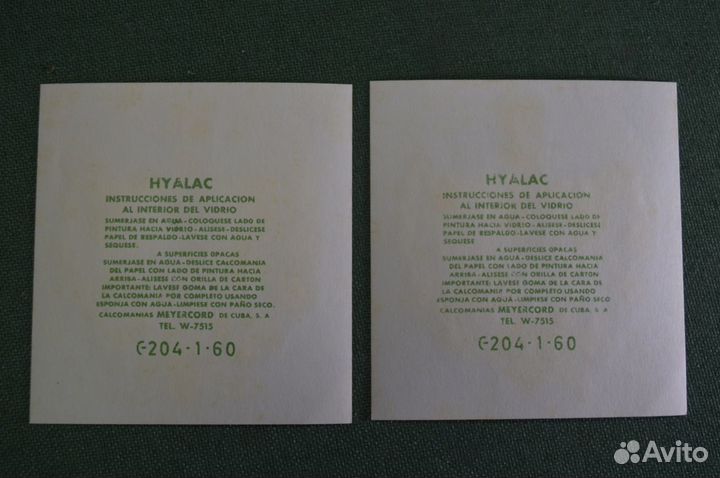 HYALAC
INSTRUCCIONES DE APLICACION
AL INTERIOR DEL VIDRIO
SUMERJASE EN AGUA - COLOQUESE LADO DE
PINTURA HACIA VIDRIO - ALISESE - DESLICESE
PAPEL DE RESPALDO - LAVESE CON AGUA Y
SEQUESE.
A SUPERFICIES OPACAS
SUMERJASE EN AGUA - DESLICE CALCOMANIA
DEL PAPEL CON LADO DE PINTURA HACIA
ARRIBA - ALISESE CON ORILLA DE CARTON
IMPORTANTE: LAVESE GOMA DE LA CARA DE
LA CALCOMANIA POR COMPLETO USANDO
ESPONJA CON AGUA - LIMPIESE CON PAÑO SECO.
CALCOMANIAS MEYERCORD DE CUBA, S. A
TEL. W-7515
C-204-1-60
HYALAC
INSTRUCCIONES DE APLICACION
AL INTERIOR DEL VIDRIO
SUMERJASE EN AGUA - COLOQUESE LADO DE
PINTURA HACIA VIDRIO - ALISESE - DESLICESE
PAPEL DE RESPALDO - LAVESE CON AGUA Y
SEQUESE.
A SUPERFICIES OPACAS
SUMERJASE EN AGUA - DESLICE CALCOMANIA
DEL PAPEL CON LADO DE PINTURA HACIA
ARRIBA - ALISESE CON ORILLA DE CARTON
IMPORTANTE: LAVESE GOMA DE LA CARA DE
LA CALCOMANIA POR COMPLETO USANDO
ESPONJA CON AGUA - LIMPIESE CON PAÑO SECO.
CALCOMANIAS MEYERCORD DE CUBA, S. A
TEL. W-7515
C-204-1-60
Avito